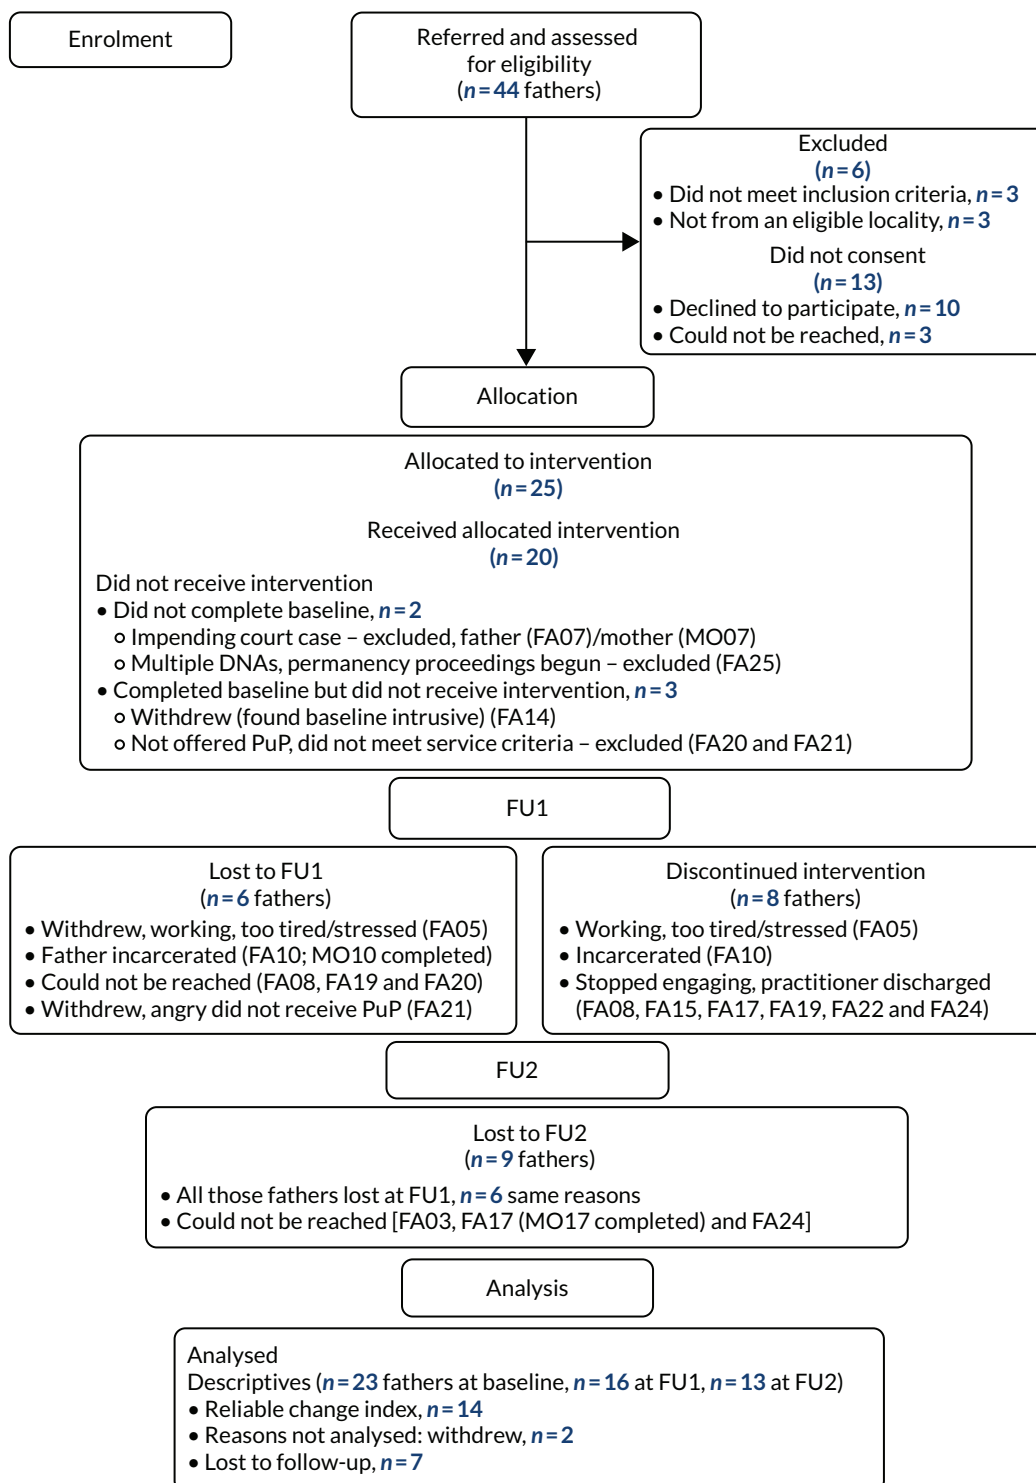 Enrolment
Referred and assessed
for eligibility
(n=44 fathers)
Excluded
(n=6)
• Did not meet inclusion criteria, n=3
• Not from an eligible locality, n=3
Did not consent
(n=13)
• Declined to participate, n=10
• Could not be reached, n=3
Allocation
Allocated to intervention
(n=25)
Received allocated intervention
(n=20)
Did not receive intervention
• Did not complete baseline, n=2
o Impending court case – excluded, father (FA07)/mother (MO07)
o Multiple DNAs, permanency proceedings begun – excluded (FA25)
• Completed baseline but did not receive intervention, n=3
o Withdrew (found baseline intrusive) (FA14)
o Not offered PuP, did not meet service criteria – excluded (FA20 and FA21)
FU1
Lost to FU1
(n=6 fathers)
• Withdrew, working, too tired/stressed (FA05)
• Father incarcerated (FA10; MO10 completed)
• Could not be reached (FA08, FA19 and FA20)
• Withdrew, angry did not receive PuP (FA21)
Discontinued intervention
(n=8 fathers)
• Working, too tired/stressed (FA05)
• Incarcerated (FA10)
• Stopped engaging, practitioner discharged
(FA08, FA15, FA17, FA19, FA22 and FA24)
FU2
Lost to FU2
(n=9 fathers)
• All those fathers lost at FU1, n=6 same reasons
• Could not be reached [FA03, FA17 (MO17 completed) and FA24]
Analysis
Analysed
Descriptives (n=23 fathers at baseline, n=16 at FU1, n=13 at FU2)
• Reliable change index, n=14
• Reasons not analysed: withdrew, n=2
• Lost to follow-up, n=7